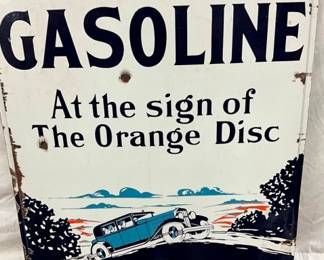 GASOLINE
At the sign of
The Orange Disc